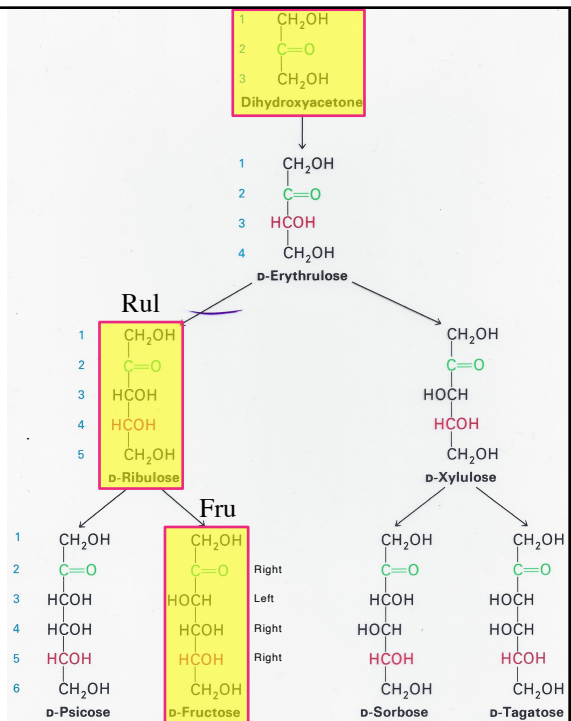 1 CH₂OH
2 C=O
3 CH₂OH
Dihydroxyacetone
1 CH₂OH
2 C=O
3 HCOH
4 CH₂OH
D-Erythrulose
Rul
1 CH₂OH
2 C=O
3 HCOH
4 HCOH
5 CH₂OH
D-Ribulose
CH₂OH
C=O
HOCH
HCOH
CH₂OH
D-Xylulose
Fru
1 CH₂OH
2 C=O
3 HCOH
4 HCOH
5 HCOH
6 CH₂OH
D-Psicose
CH₂OH
C=O Right
HOCH Left
HCOH Right
HCOH Right
CH₂OH
D-Fructose
CH₂OH
C=O
HCOH
HOCH
HCOH
CH₂OH
D-Sorbose
CH₂OH
C=O
HOCH
HOCH
HCOH
CH₂OH
D-Tagatose